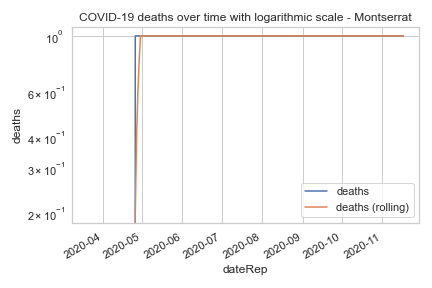 COVID-19 deaths over time with logarithmic scale - Montserrat
10⁰
6 × 10⁻¹
4 × 10⁻¹
3 × 10⁻¹
2 × 10⁻¹
deaths
deaths
deaths (rolling)
2020-04
2020-05
2020-06
2020-07
2020-08
2020-09
2020-10
2020-11
dateRep